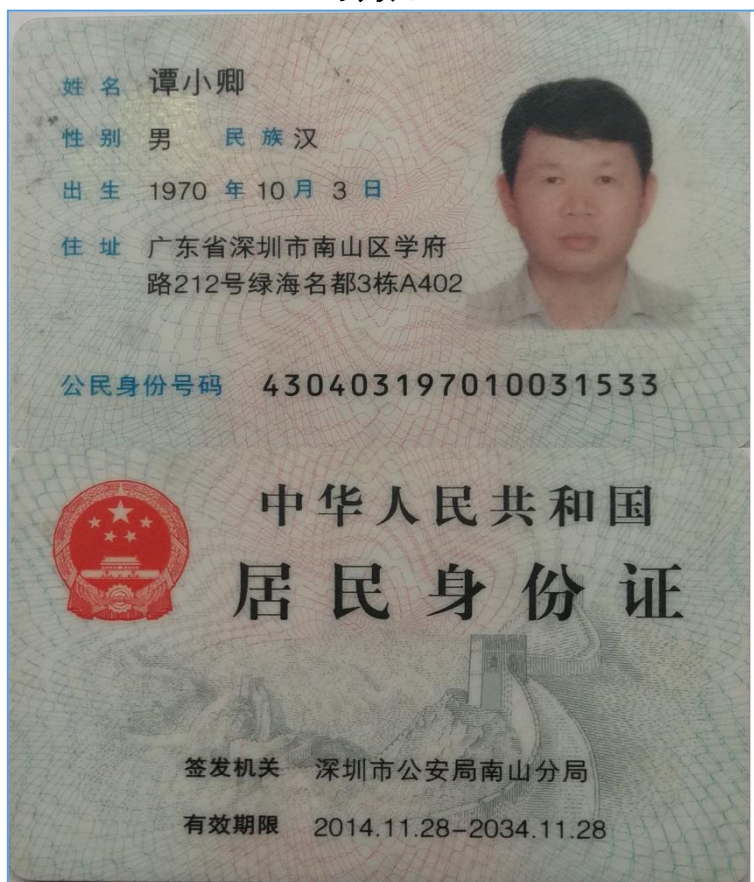 姓 名 谭小卿
性 别 男 民 族 汉
出 生 1970 年 10 月 3 日
住 址 广东省深圳市南山区学府
路212号绿海名都3栋A402
公民身份号码 430403197010031533
中华人民共和国
居民身份证
签发机关 深圳市公安局南山分局
有效期限 2014.11.28-2034.11.28